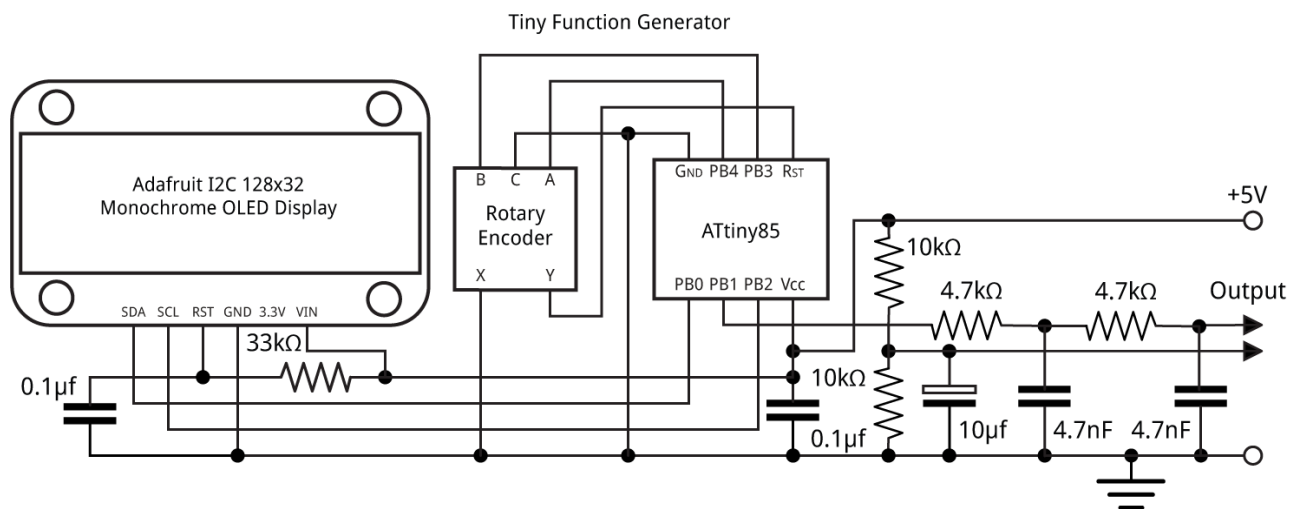 Tiny Function Generator
Adafruit I2C 128x32
Monochrome OLED Display
SDA SCL RST GND 3.3V VIN
B C A
Rotary
Encoder
X Y
GND PB4 PB3 RST
ATtiny85
PB0 PB1 PB2 Vcc
+5V
10kΩ
4.7kΩ
4.7kΩ
Output
33kΩ
0.1µf
10kΩ
0.1µf
10µf
4.7nF
4.7nF